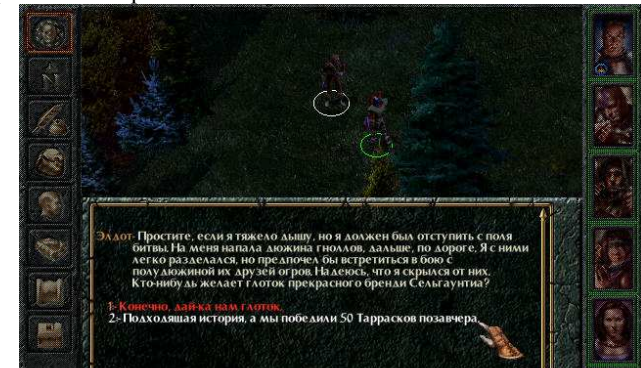 Элдот- Простите, если я тяжело дышу, но я должен был отступить с поля
битвы. На меня напала дюжина гноллов, дальше, по дороге. Я с ними
легко разделался, но предпочел бы встретиться в бою с
полудюжиной их друзей огров. Надеюсь, что я скрылся от них.
Кто-нибудь желает глоток прекрасного бренди Сельгаунтиа?
1:- Конечно, дай-ка нам глоток.
2:- Подходящая история, а мы победили 50 Таррасков позавчера.